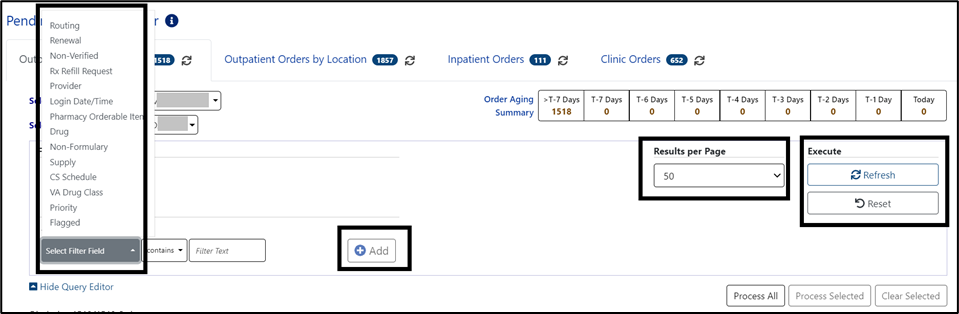 Pend r
Routing
Renewal
Non-Verified
Rx Refill Request
Provider
Login Date/Time
Pharmacy Orderable Item
Drug
Non-Formulary
Supply
CS Schedule
VA Drug Class
Priority
Flagged
Outp 1518 Outpatient Orders by Location 1857 Inpatient Orders 111 Clinic Orders 652
Sel
Sel
Order Aging Summary
>T-7 Days T-7 Days T-6 Days T-5 Days T-4 Days T-3 Days T-2 Days T-1 Day Today
1518 0 0 0 0 0 0 0 0
Results per Page
50
Execute
Refresh
Reset
Select Filter Field contains Filter Text Add
Hide Query Editor
Process All Process Selected Clear Selected